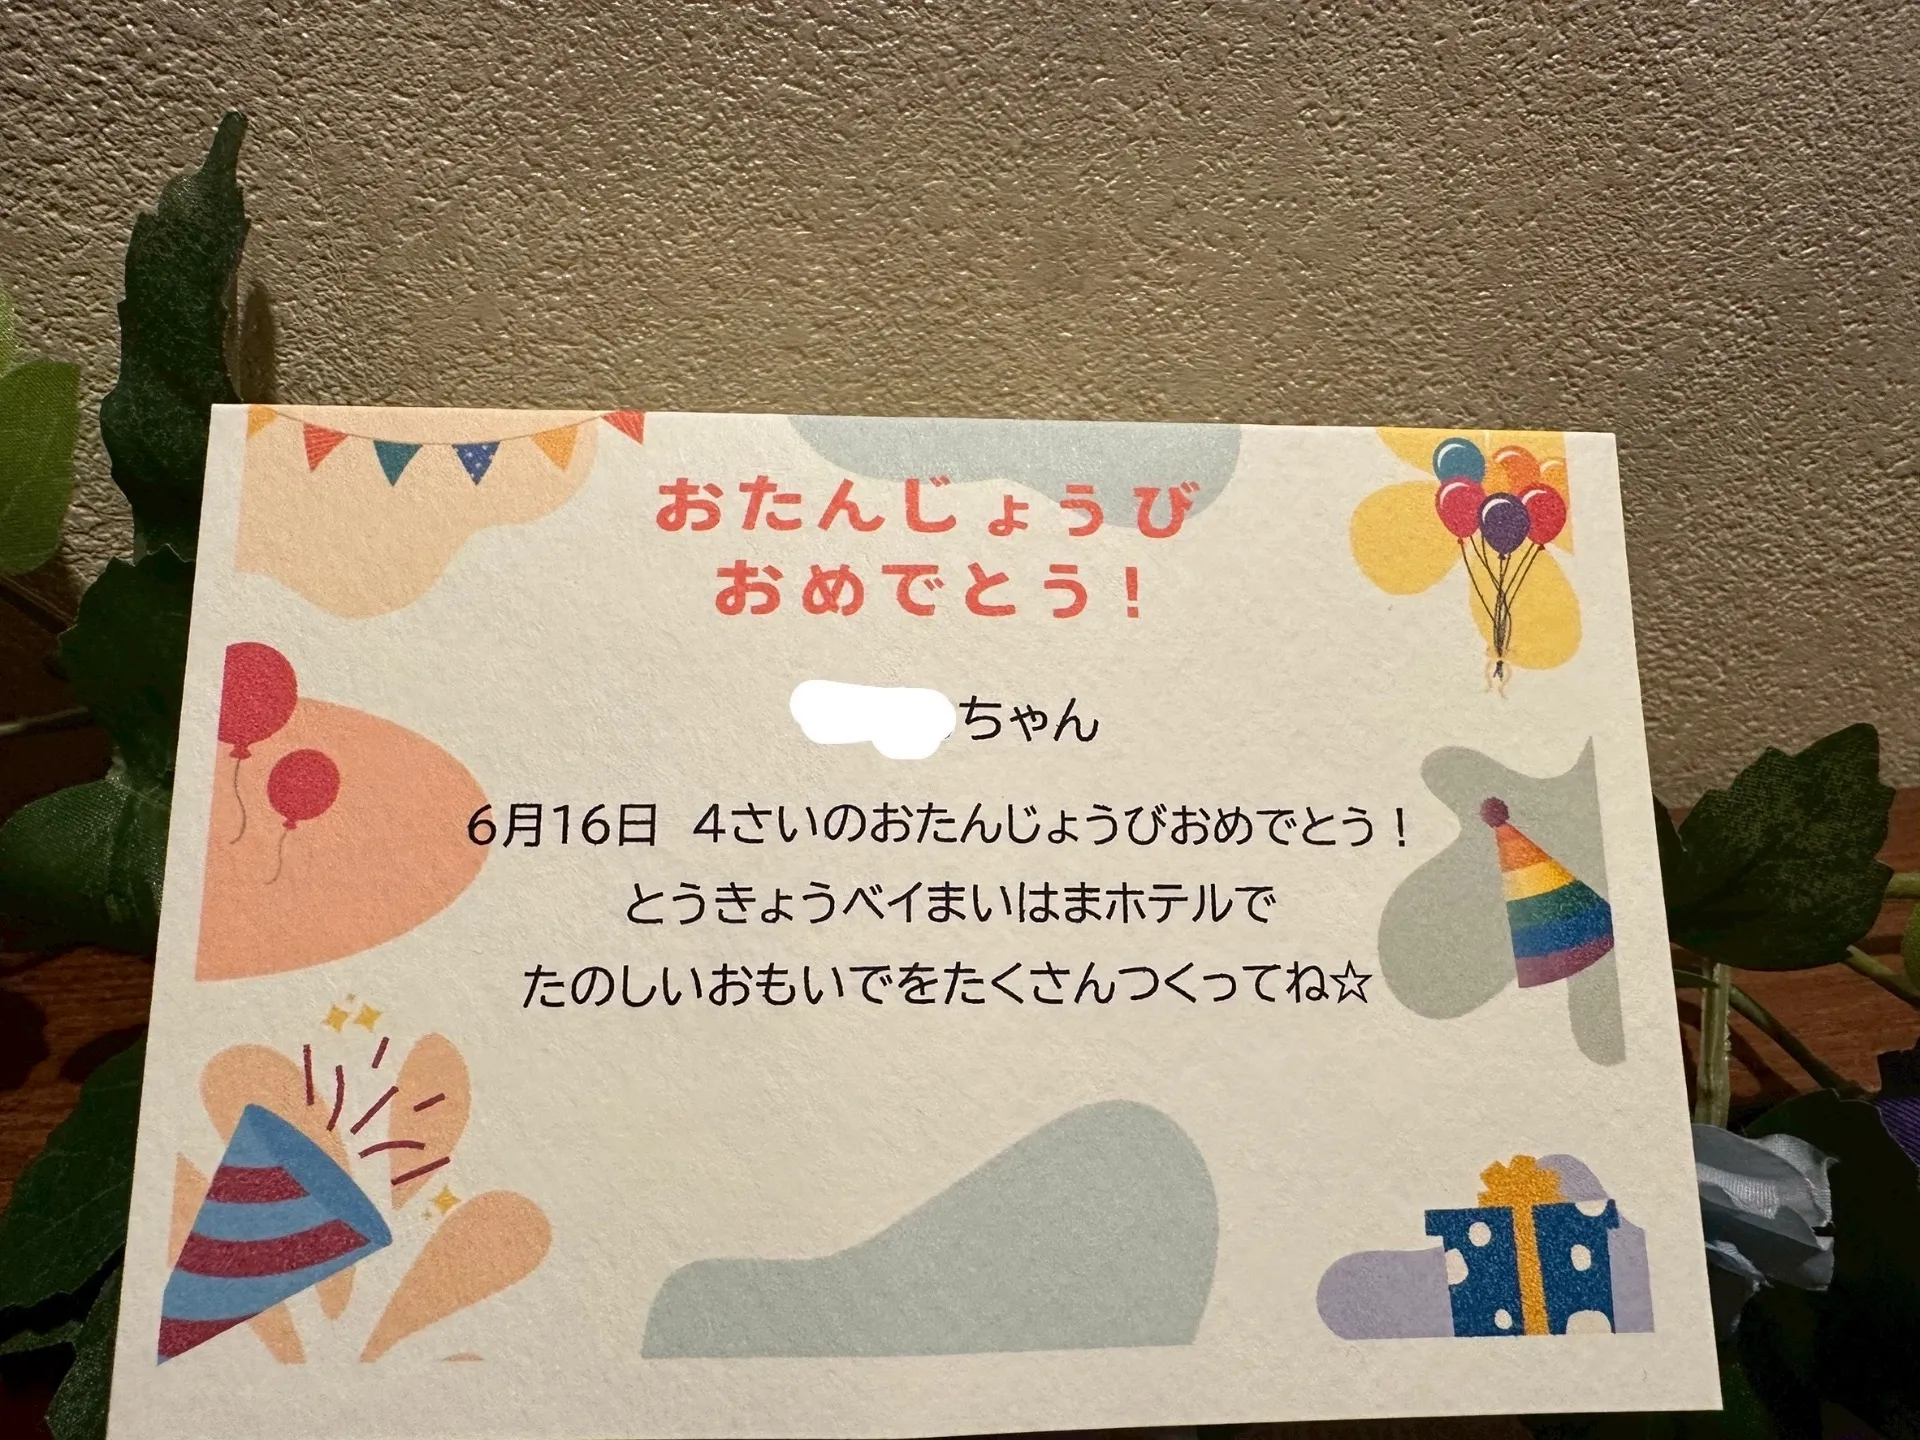 おたんじょうび
おめでとう!
ちゃん
6月16日 4さいのおたんじょうびおめでとう!
とうきょうベイまいはまホテルで
たのしいおもいでをたくさんつくってね☆